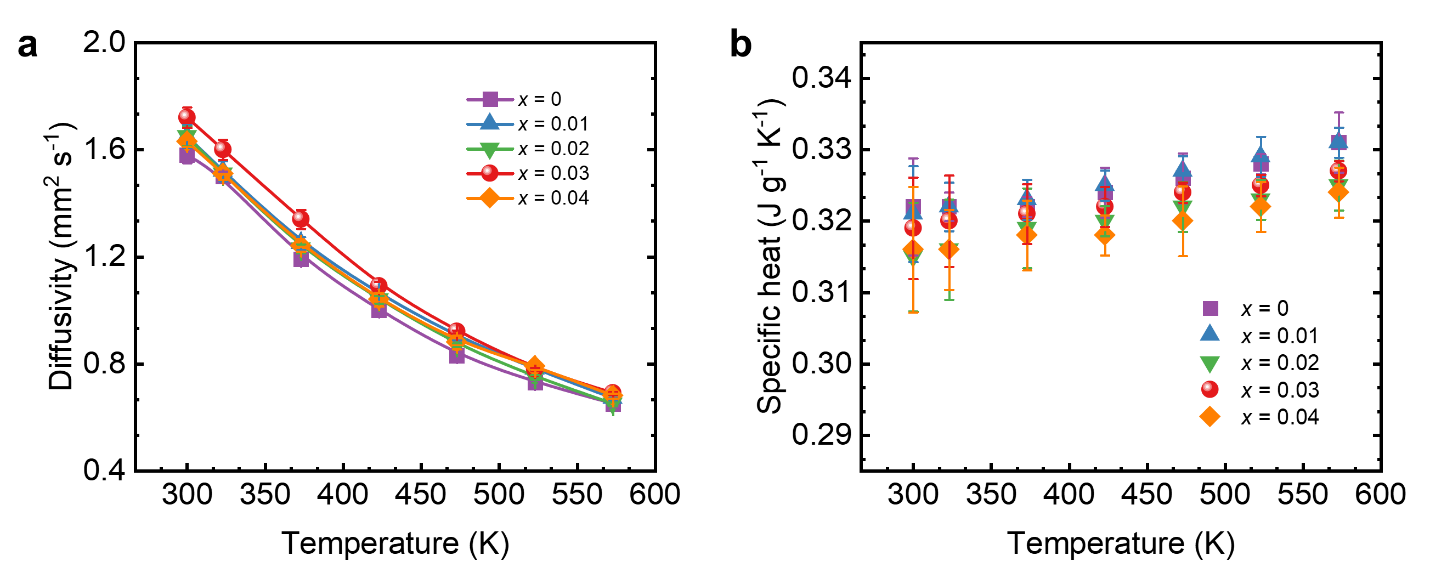 a
2.0
1.6
1.2
0.8
0.4
Diffusivity (mm² s⁻¹)
x = 0
x = 0.01
x = 0.02
x = 0.03
x = 0.04
300 350 400 450 500 550 600
Temperature (K)
b
0.34
0.33
0.32
0.31
0.30
0.29
Specific heat (J g⁻¹ K⁻¹)
x = 0
x = 0.01
x = 0.02
x = 0.03
x = 0.04
300 350 400 450 500 550 600
Temperature (K)